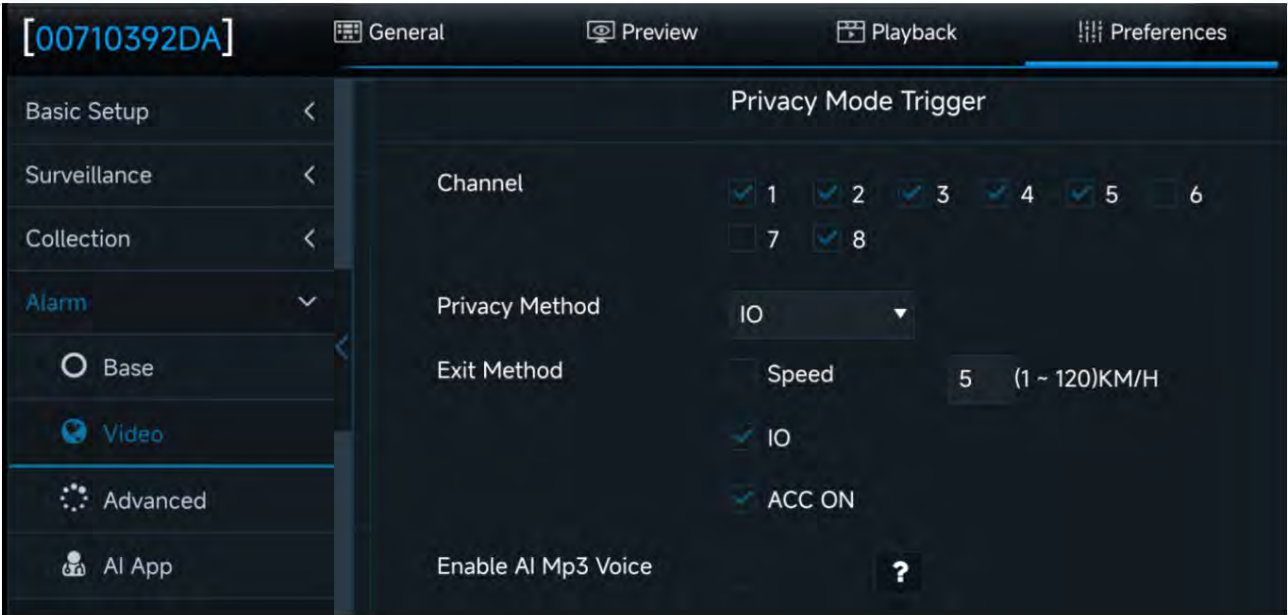 [00710392DA]
General
Preview
Playback
Preferences
Basic Setup
Surveillance
Collection
Alarm
Base
Video
Advanced
AI App
Privacy Mode Trigger
Channel
1 2 3 4 5 6
7 8
Privacy Method
IO
Exit Method
Speed 5 (1 ~ 120)KM/H
IO
ACC ON
Enable AI Mp3 Voice ?